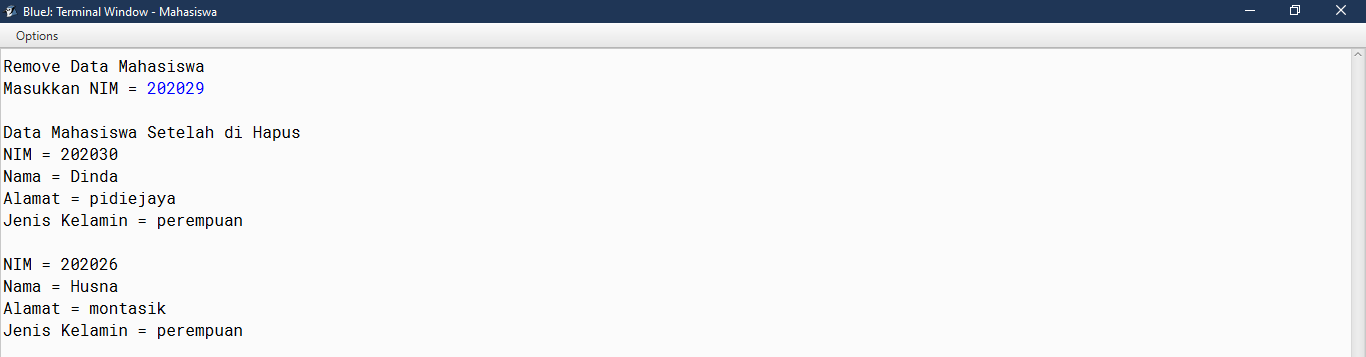 BlueJ: Terminal Window - Mahasiswa
Options
Remove Data Mahasiswa
Masukkan NIM = 202029
Data Mahasiswa Setelah di Hapus
NIM = 202030
Nama = Dinda
Alamat = pidiejaya
Jenis Kelamin = perempuan
NIM = 202026
Nama = Husna
Alamat = montasik
Jenis Kelamin = perempuan